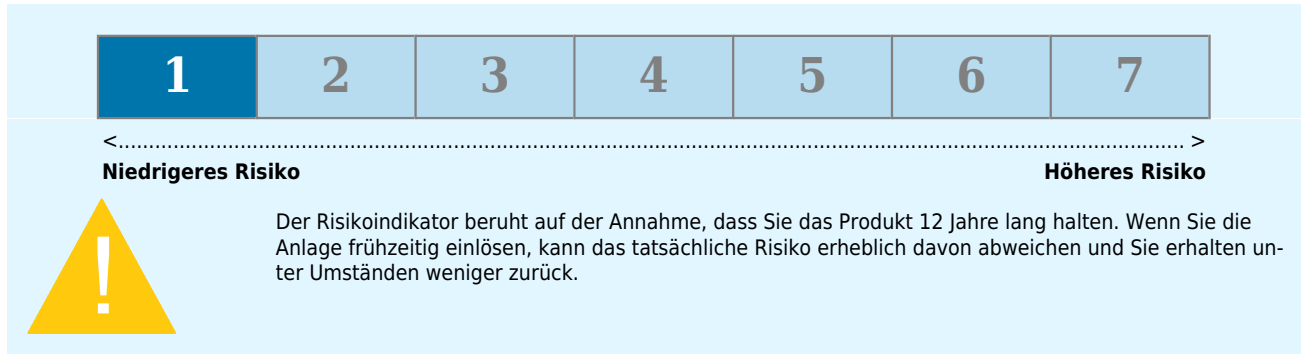 1 2 3 4 5 6 7
<.......................................................................................................................................................................... >
Niedrigeres Risiko Höheres Risiko
Der Risikoindikator beruht auf der Annahme, dass Sie das Produkt 12 Jahre lang halten. Wenn Sie die
Anlage frühzeitig einlösen, kann das tatsächliche Risiko erheblich davon abweichen und Sie erhalten un-
ter Umständen weniger zurück.
!